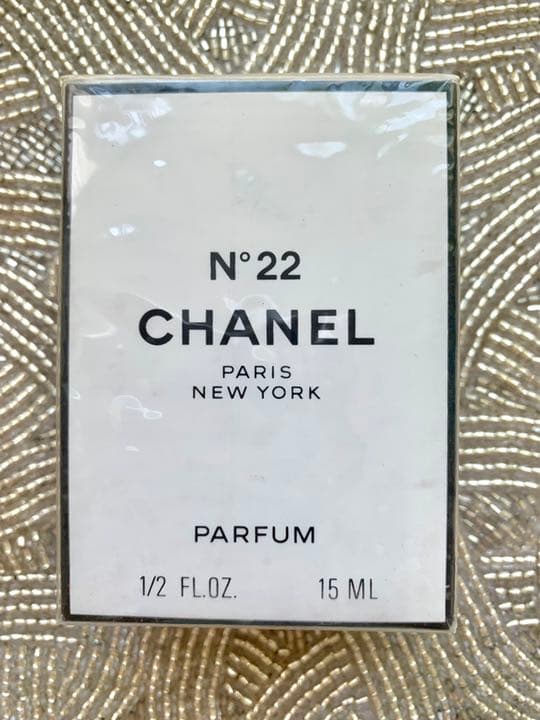 N° 22
CHANEL
PARIS
NEW YORK
PARFUM
1/2 FL.OZ. 15 ML